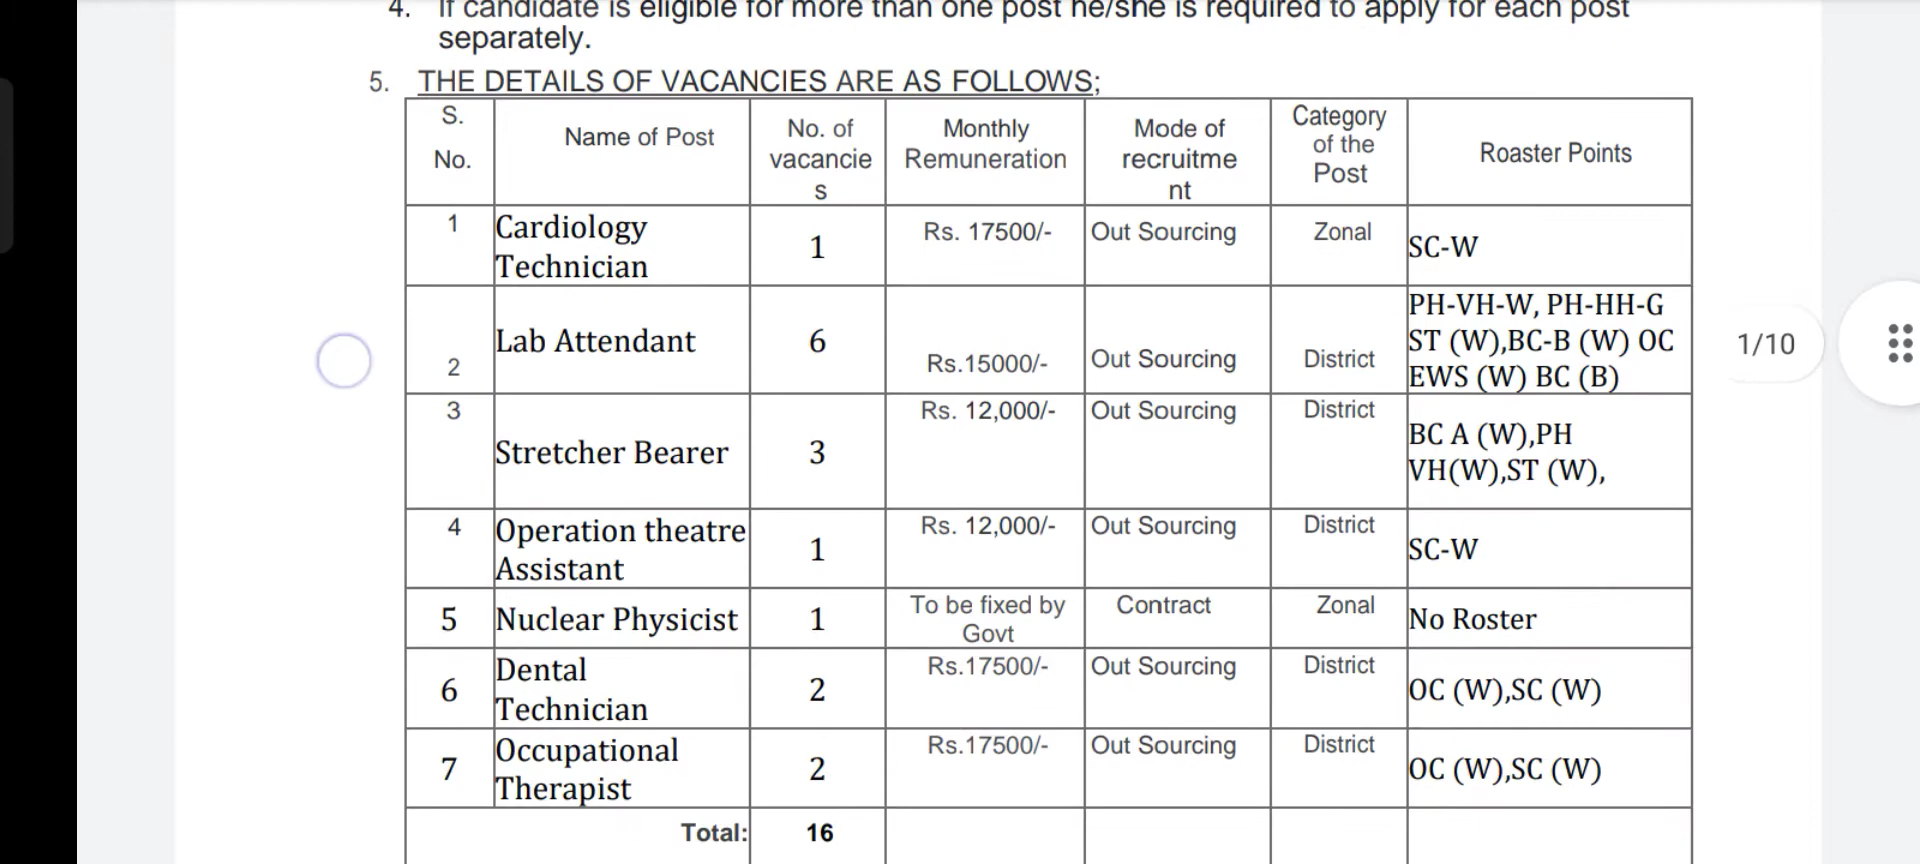 4. If candidate is eligible for more than one post he/she is required to apply for each post
separately.
5. THE DETAILS OF VACANCIES ARE AS FOLLOWS;
S. No. Name of Post No. of vacancie s Monthly Remuneration Mode of recruitme nt Category of the Post Roaster Points
1 Cardiology Technician 1 Rs. 17500/- Out Sourcing Zonal SC-W
2 Lab Attendant 6 Rs.15000/- Out Sourcing District PH-VH-W, PH-HH-G
ST (W),BC-B (W) OC
EWS (W) BC (B)
3 Stretcher Bearer 3 Rs. 12,000/- Out Sourcing District BC A (W),PH
VH(W),ST (W),
4 Operation theatre Assistant 1 Rs. 12,000/- Out Sourcing District SC-W
5 Nuclear Physicist 1 To be fixed by Govt Contract Zonal No Roster
6 Dental Technician 2 Rs.17500/- Out Sourcing District OC (W),SC (W)
7 Occupational Therapist 2 Rs.17500/- Out Sourcing District OC (W),SC (W)
Total: 16
1/10